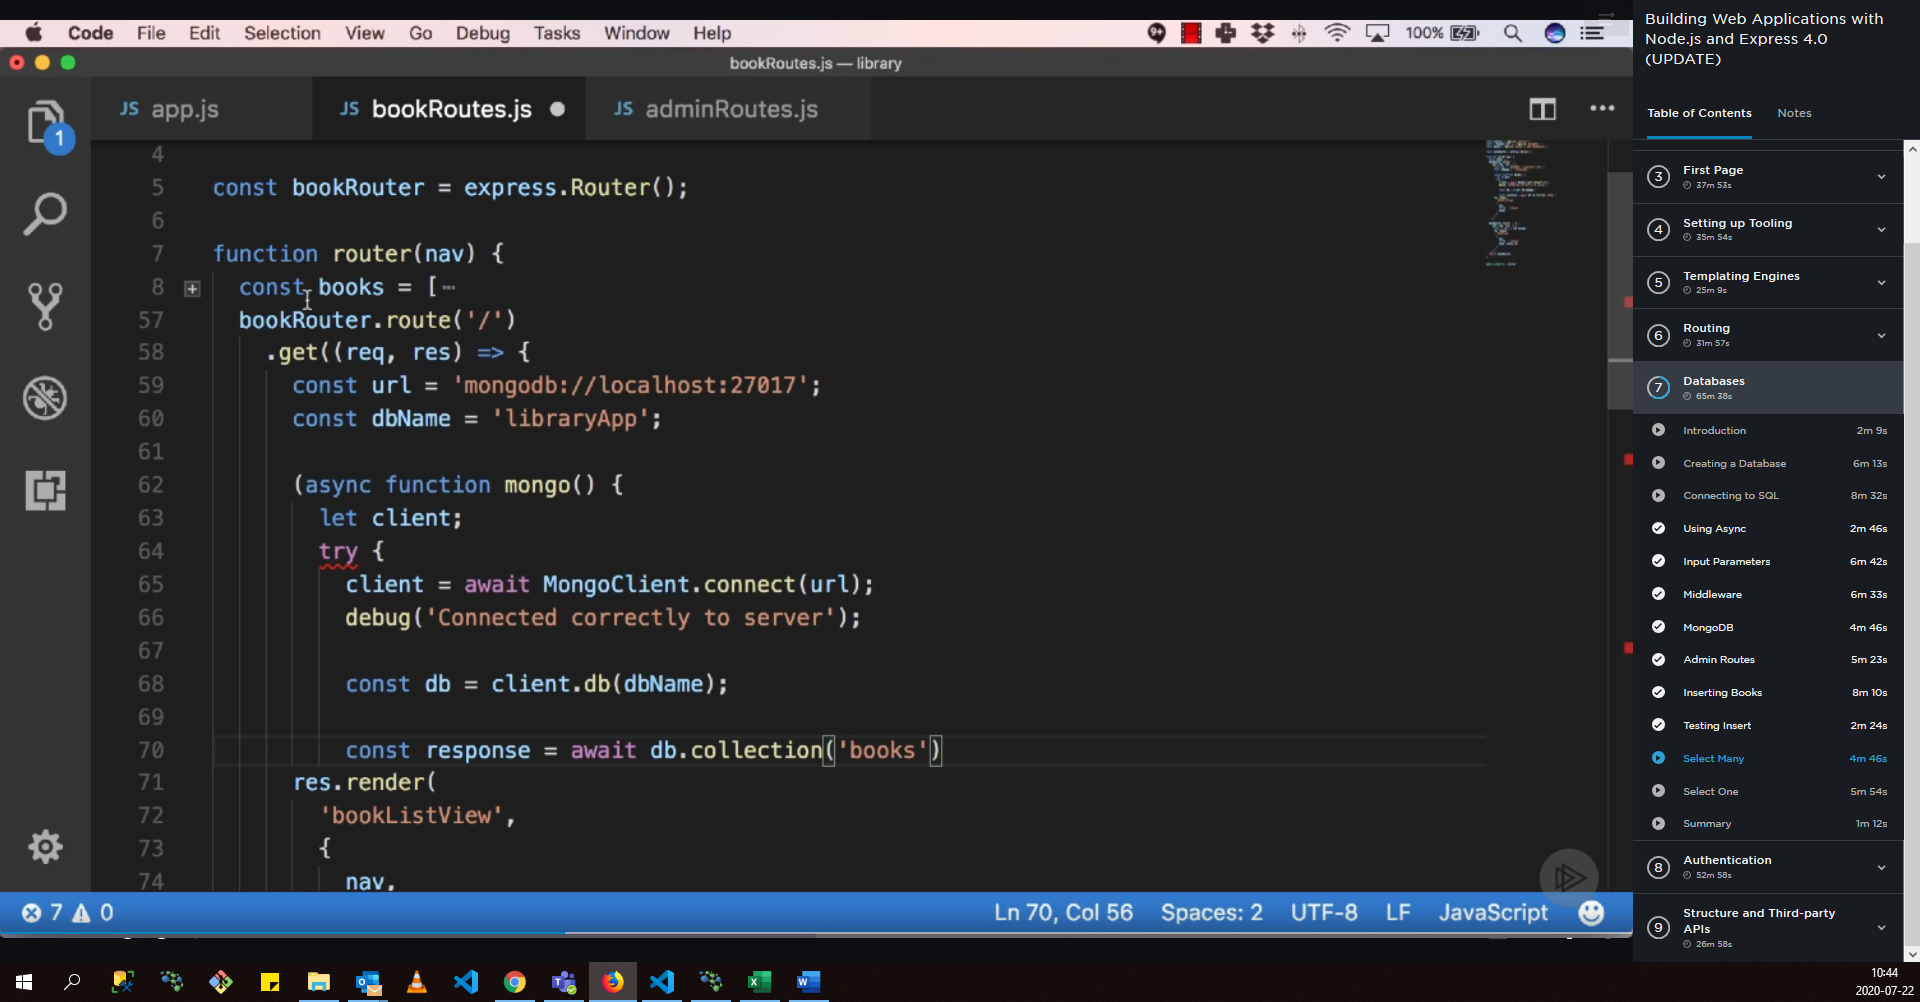 Code File Edit Selection View Go Debug Tasks Window Help 100%
bookRoutes.js — library
JS app.js JS bookRoutes.js JS adminRoutes.js
1
4
5 const bookRouter = express.Router();
6
7 function router(nav) {
8 const books = [
57 bookRouter.route('/')
58 .get((req, res) => {
59 const url = 'mongodb://localhost:27017';
60 const dbName = 'libraryApp';
61
62 (async function mongo() {
63 let client;
64 try {
65 client = await MongoClient.connect(url);
66 debug('Connected correctly to server');
67
68 const db = client.db(dbName);
69
70 const response = await db.collection('books')
71 res.render(
72 'bookListView',
73 {
74 nav,
7 0 Ln 70, Col 56 Spaces: 2 UTF-8 LF JavaScript
Building Web Applications with
Node.js and Express 4.0
(UPDATE)
Table of Contents Notes
3 First Page
37m 53s
4 Setting up Tooling
35m 54s
5 Templating Engines
25m 9s
6 Routing
31m 57s
7 Databases
65m 38s
Introduction 2m 9s
Creating a Database 6m 13s
Connecting to SQL 8m 32s
Using Async 2m 46s
Input Parameters 6m 42s
Middleware 6m 33s
MongoDB 4m 46s
Admin Routes 5m 23s
Inserting Books 8m 10s
Testing Insert 2m 24s
Select Many 4m 46s
Select One 5m 54s
Summary 1m 12s
8 Authentication
52m 58s
9 Structure and Third-party
APIs
26m 58s
10:44
2020-07-22